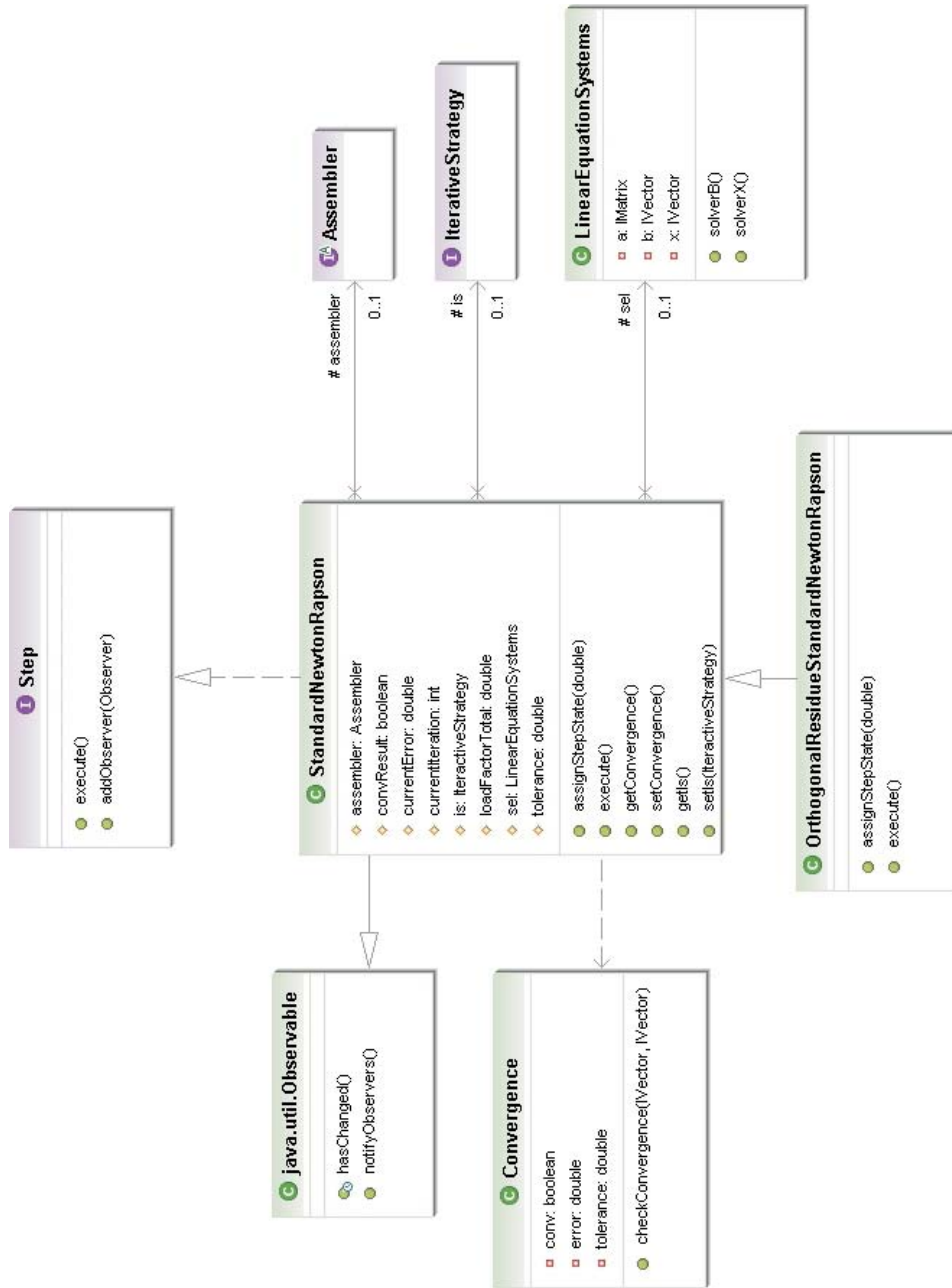 Step
execute()
addObserver(Observer)
java.util.Observable
hasChanged()
notifyObservers()
StandardNewtonRapson
assembler: Assembler
convResult: boolean
currentError: double
currentIteration: int
is: IteractiveStrategy
loadFactorTotal: double
sel: LinearEquationSystems
tolerance: double
assignStepState(double)
execute()
getConvergence()
setConvergence()
getIs()
setIs(IteractiveStrategy)
# assembler
0..1
Assembler
# is
0..1
IterativeStrategy
# sel
0..1
LinearEquationSystems
a: IMatrix
b: IVector
x: IVector
solverB()
solverX()
Convergence
conv: boolean
error: double
tolerance: double
checkConvergence(IVector, IVector)
OrthogonalResidueStandardNewtonRapson
assignStepState(double)
execute()